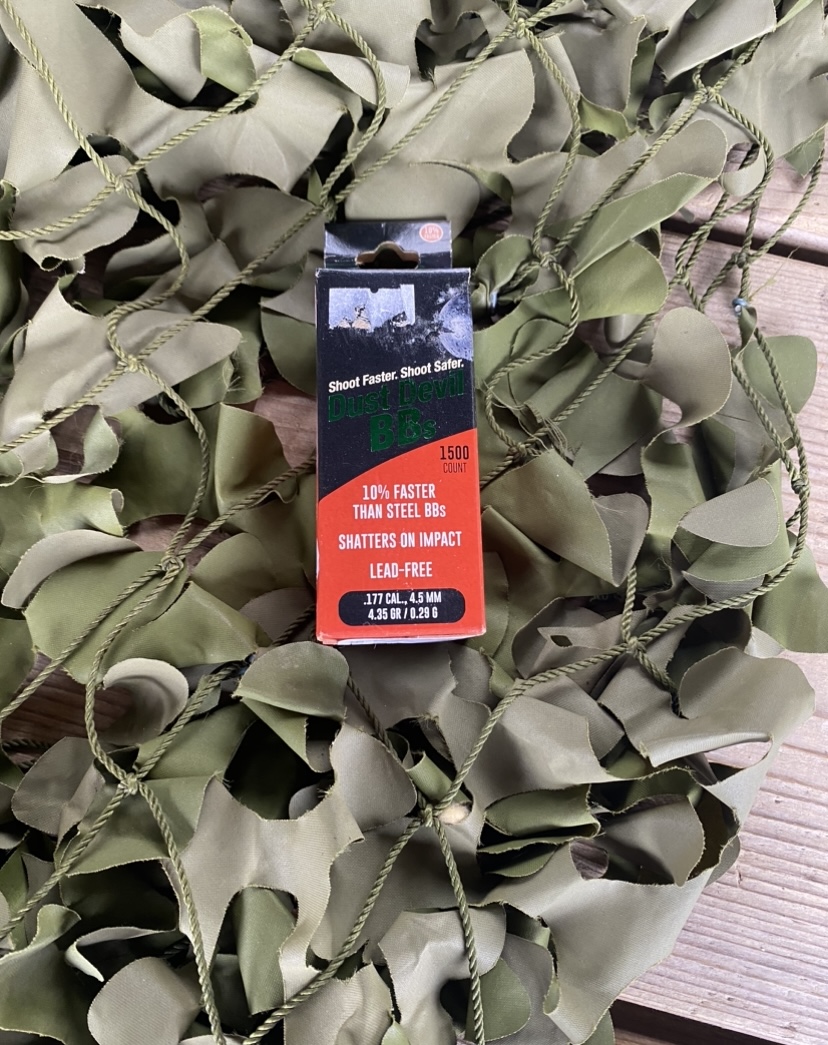 Shoot Faster. Shoot Safer.
Dust Devil
BBs
1500
COUNT
10% FASTER
THAN STEEL BBs
SHATTERS ON IMPACT
LEAD-FREE
.177 CAL., 4.5 MM
4.35 GR / 0.29 G